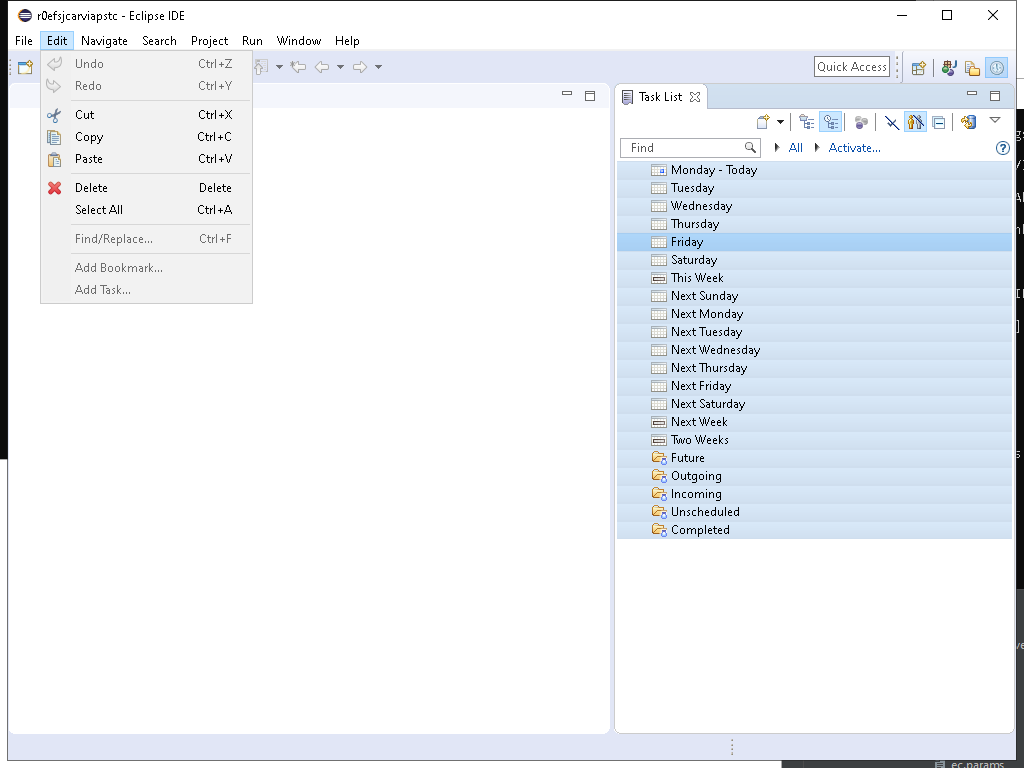 r0efsjcarviapstc - Eclipse IDE
File Edit Navigate Search Project Run Window Help
Quick Access
Undo Ctrl+Z
Redo Ctrl+Y
Cut Ctrl+X
Copy Ctrl+C
Paste Ctrl+V
Delete Delete
Select All Ctrl+A
Find/Replace... Ctrl+F
Add Bookmark...
Add Task...
Task List
Find All Activate...
Monday - Today
Tuesday
Wednesday
Thursday
Friday
Saturday
This Week
Next Sunday
Next Monday
Next Tuesday
Next Wednesday
Next Thursday
Next Friday
Next Saturday
Next Week
Two Weeks
Future
Outgoing
Incoming
Unscheduled
Completed
ec.params